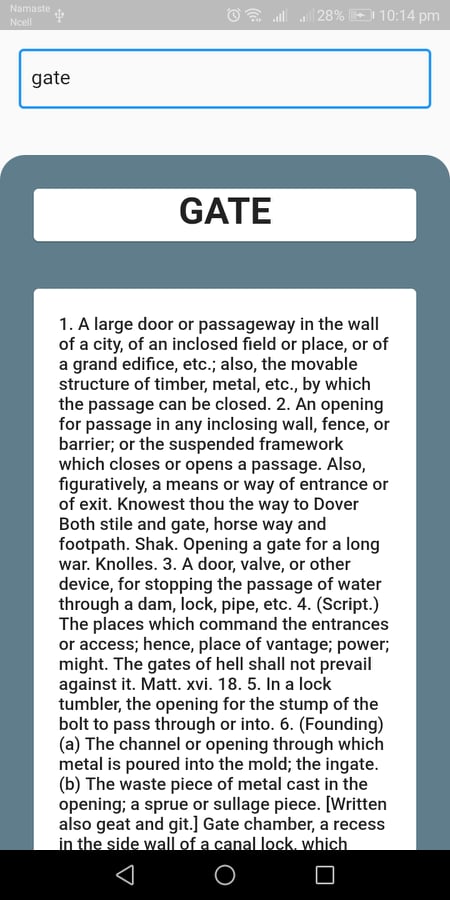 Namaste
Ncell
28%
10:14 pm
gate
GATE
1. A large door or passageway in the wall
of a city, of an inclosed field or place, or of
a grand edifice, etc.; also, the movable
structure of timber, metal, etc., by which
the passage can be closed. 2. An opening
for passage in any inclosing wall, fence, or
barrier; or the suspended framework
which closes or opens a passage. Also,
figuratively, a means or way of entrance or
of exit. Knowest thou the way to Dover
Both stile and gate, horse way and
footpath. Shak. Opening a gate for a long
war. Knolles. 3. A door, valve, or other
device, for stopping the passage of water
through a dam, lock, pipe, etc. 4. (Script.)
The places which command the entrances
or access; hence, place of vantage; power;
might. The gates of hell shall not prevail
against it. Matt. xvi. 18. 5. In a lock
tumbler, the opening for the stump of the
bolt to pass through or into. 6. (Founding)
(a) The channel or opening through which
metal is poured into the mold; the ingate.
(b) The waste piece of metal cast in the
opening; a sprue or sullage piece. [Written
also geat and git.] Gate chamber, a recess
in the side wall of a canal lock, which